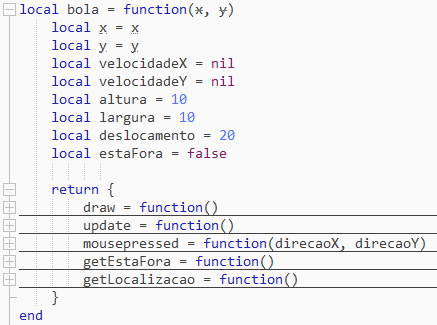 local bola = function(x, y)
    local x = x
    local y = y
    local velocidadeX = nil
    local velocidadeY = nil
    local altura = 10
    local largura = 10
    local deslocamento = 20
    local estaFora = false
    return {
        draw = function()
        update = function()
        mousepressed = function(direcaoX, direcaoY)
        getEstaFora = function()
        getLocalizacao = function()
    }
end